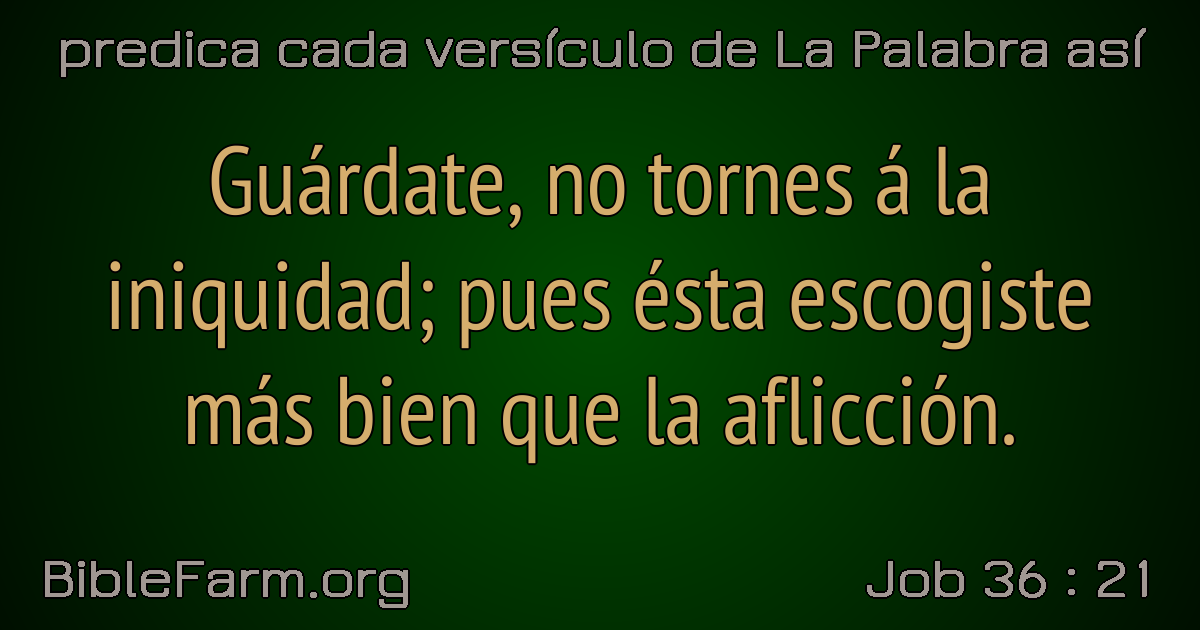 predica cada versículo de La Palabra así
Guárdate, no tornes á la
iniquidad; pues ésta escogiste
más bien que la aflicción.
BibleFarm.org
Job 36 : 21